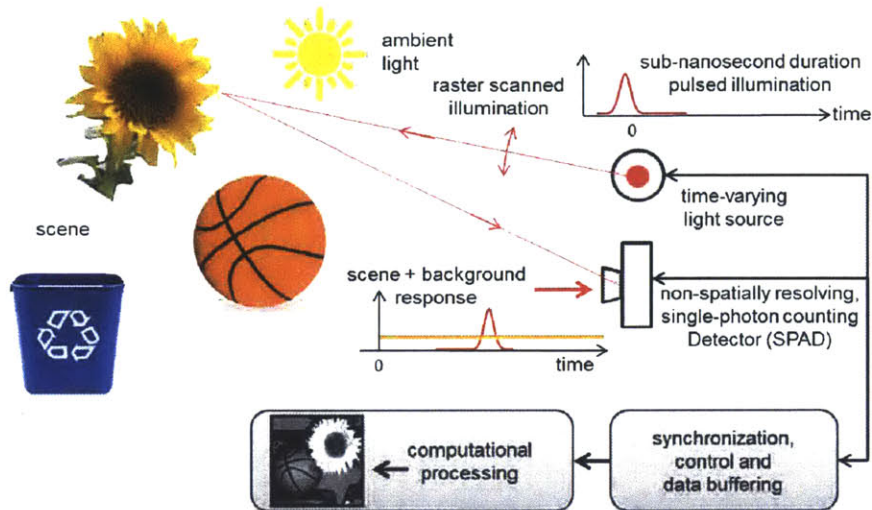 ambient
light
raster scanned
illumination
sub-nanosecond duration
pulsed illumination
time
0
time-varying
light source
scene
scene + background
response
0
time
non-spatially resolving,
single-photon counting
Detector (SPAD)
computational
processing
synchronization,
control and
data buffering